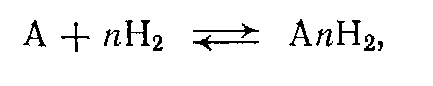 A + nH₂ ⇌ AnH₂,